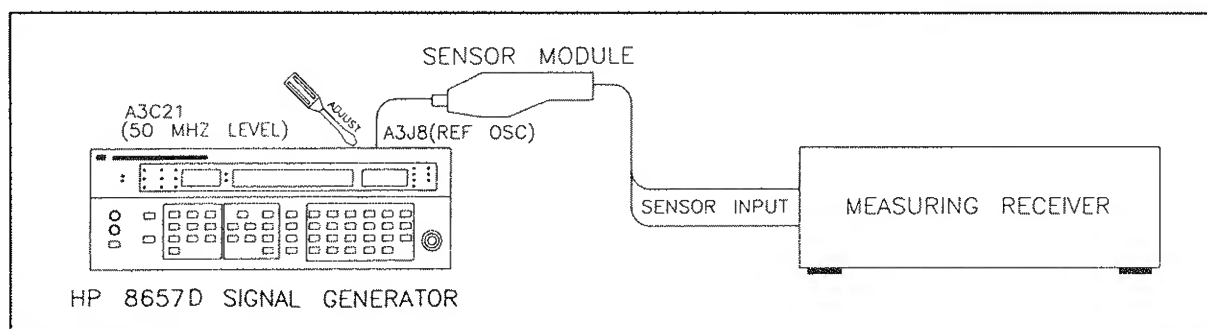 SENSOR MODULE
ADJUST
A3C21
(50 MHZ LEVEL)
A3J8(REF OSC)
SENSOR INPUT
MEASURING RECEIVER
HP 8657D SIGNAL GENERATOR